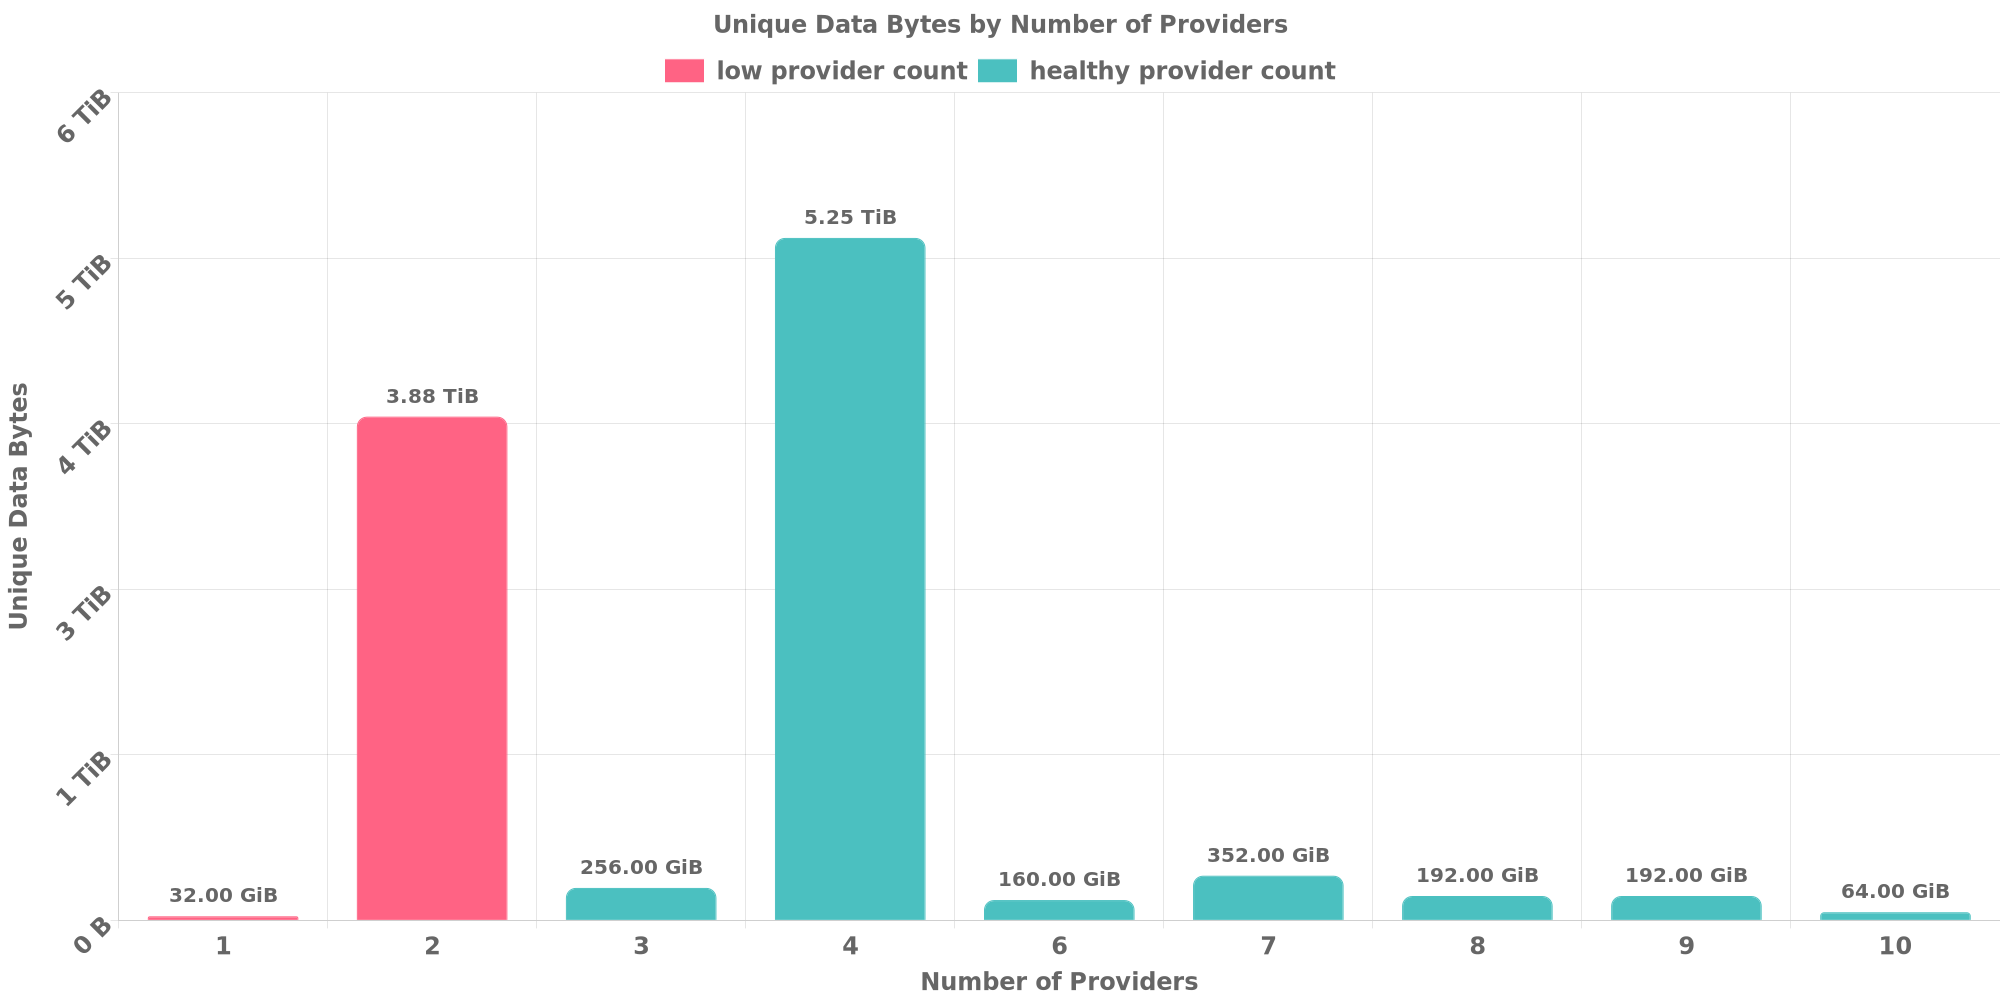 Unique Data Bytes by Number of Providers
low provider count healthy provider count
6 TiB
5 TiB
4 TiB
3 TiB
1 TiB
0 B
Unique Data Bytes
32.00 GiB
3.88 TiB
256.00 GiB
5.25 TiB
160.00 GiB
352.00 GiB
192.00 GiB
192.00 GiB
64.00 GiB
1 2 3 4 6 7 8 9 10
Number of Providers